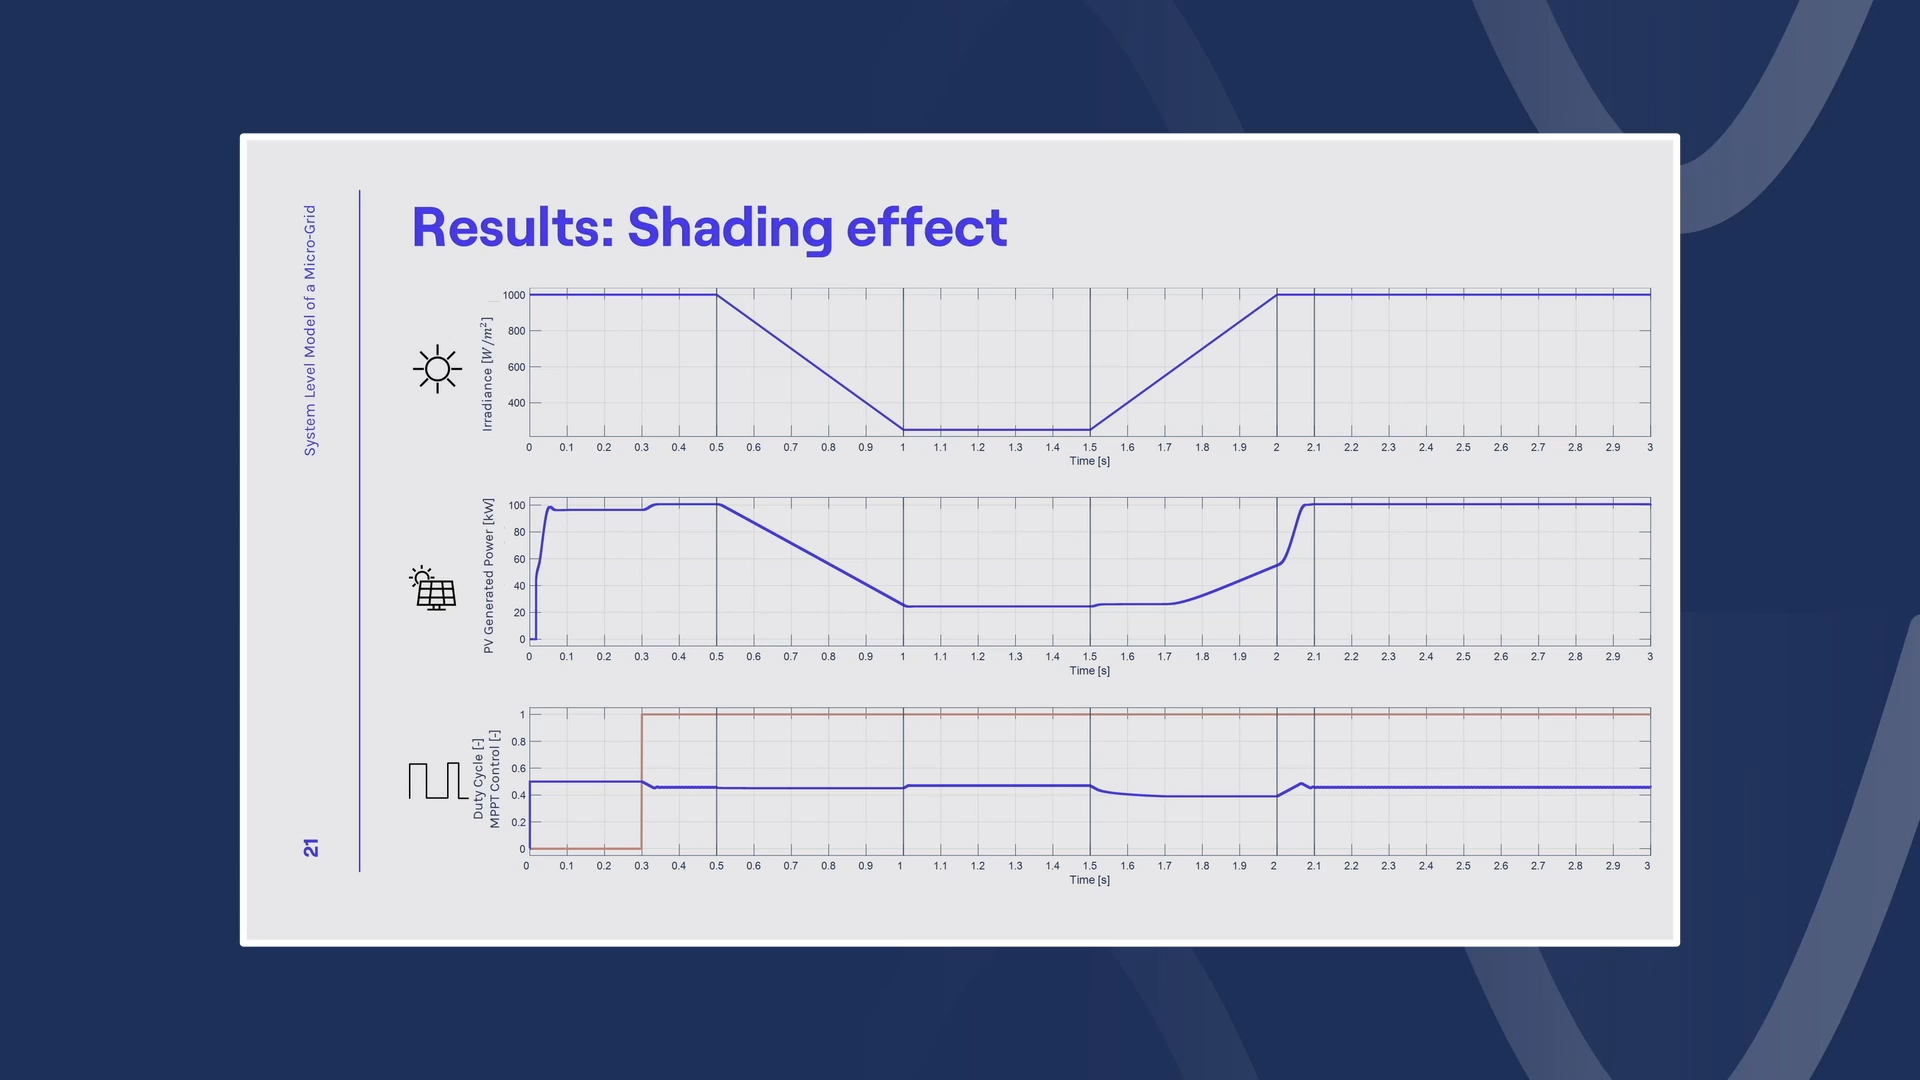 System Level Model of a Micro-Grid
21
Results: Shading effect
Irradiance [W/m²]
1000
800
600
400
0 0.1 0.2 0.3 0.4 0.5 0.6 0.7 0.8 0.9 1 1.1 1.2 1.3 1.4 1.5 1.6 1.7 1.8 1.9 2 2.1 2.2 2.3 2.4 2.5 2.6 2.7 2.8 2.9 3
Time [s]
PV Generated Power [kW]
100
80
60
40
20
0
0 0.1 0.2 0.3 0.4 0.5 0.6 0.7 0.8 0.9 1 1.1 1.2 1.3 1.4 1.5 1.6 1.7 1.8 1.9 2 2.1 2.2 2.3 2.4 2.5 2.6 2.7 2.8 2.9 3
Time [s]
Duty Cycle [-]
MPPT Control [-]
1
0.8
0.6
0.4
0.2
0
0 0.1 0.2 0.3 0.4 0.5 0.6 0.7 0.8 0.9 1 1.1 1.2 1.3 1.4 1.5 1.6 1.7 1.8 1.9 2 2.1 2.2 2.3 2.4 2.5 2.6 2.7 2.8 2.9 3
Time [s]